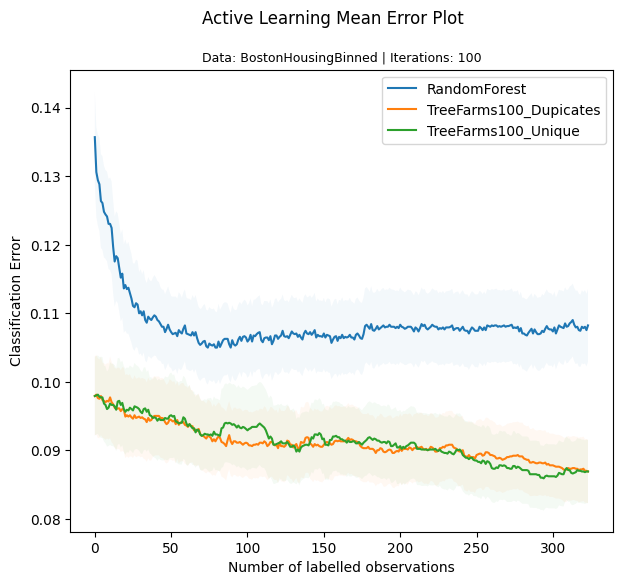 Active Learning Mean Error Plot
Data: BostonHousingBinned | Iterations: 100
RandomForest
TreeFarms100_Dupicates
TreeFarms100_Unique
Classification Error
0.14
0.13
0.12
0.11
0.10
0.09
0.08
0 50 100 150 200 250 300
Number of labelled observations